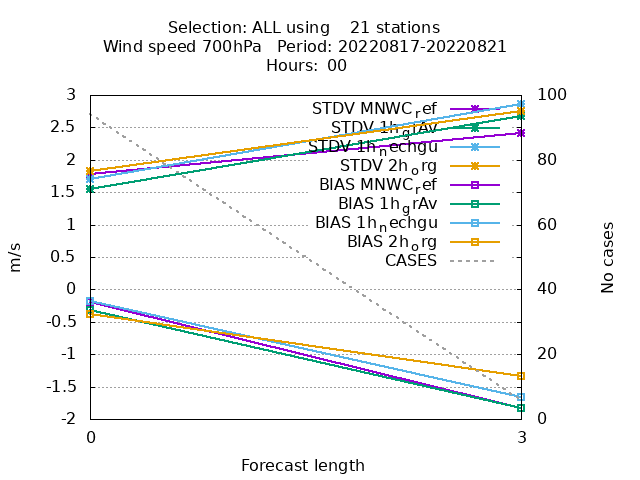 Selection: ALL using 21 stations
Wind speed 700hPa Period: 20220817-20220821
Hours: 00
3
2.5
2
1.5
1
0.5
0
-0.5
-1
-1.5
-2
m/s
STDV MNWC_ref
STDV 1h_grAv
STDV 1h_nechgu
STDV 2h_org
BIAS MNWC_ref
BIAS 1h_grAv
BIAS 1h_nechgu
BIAS 2h_org
CASES
100
80
60
40
20
0
No cases
0 3
Forecast length